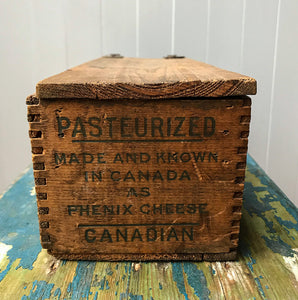 PASTEURIZED
MADE AND KNOWN
IN CANADA
AS
PHENIX CHEESE
CANADIAN